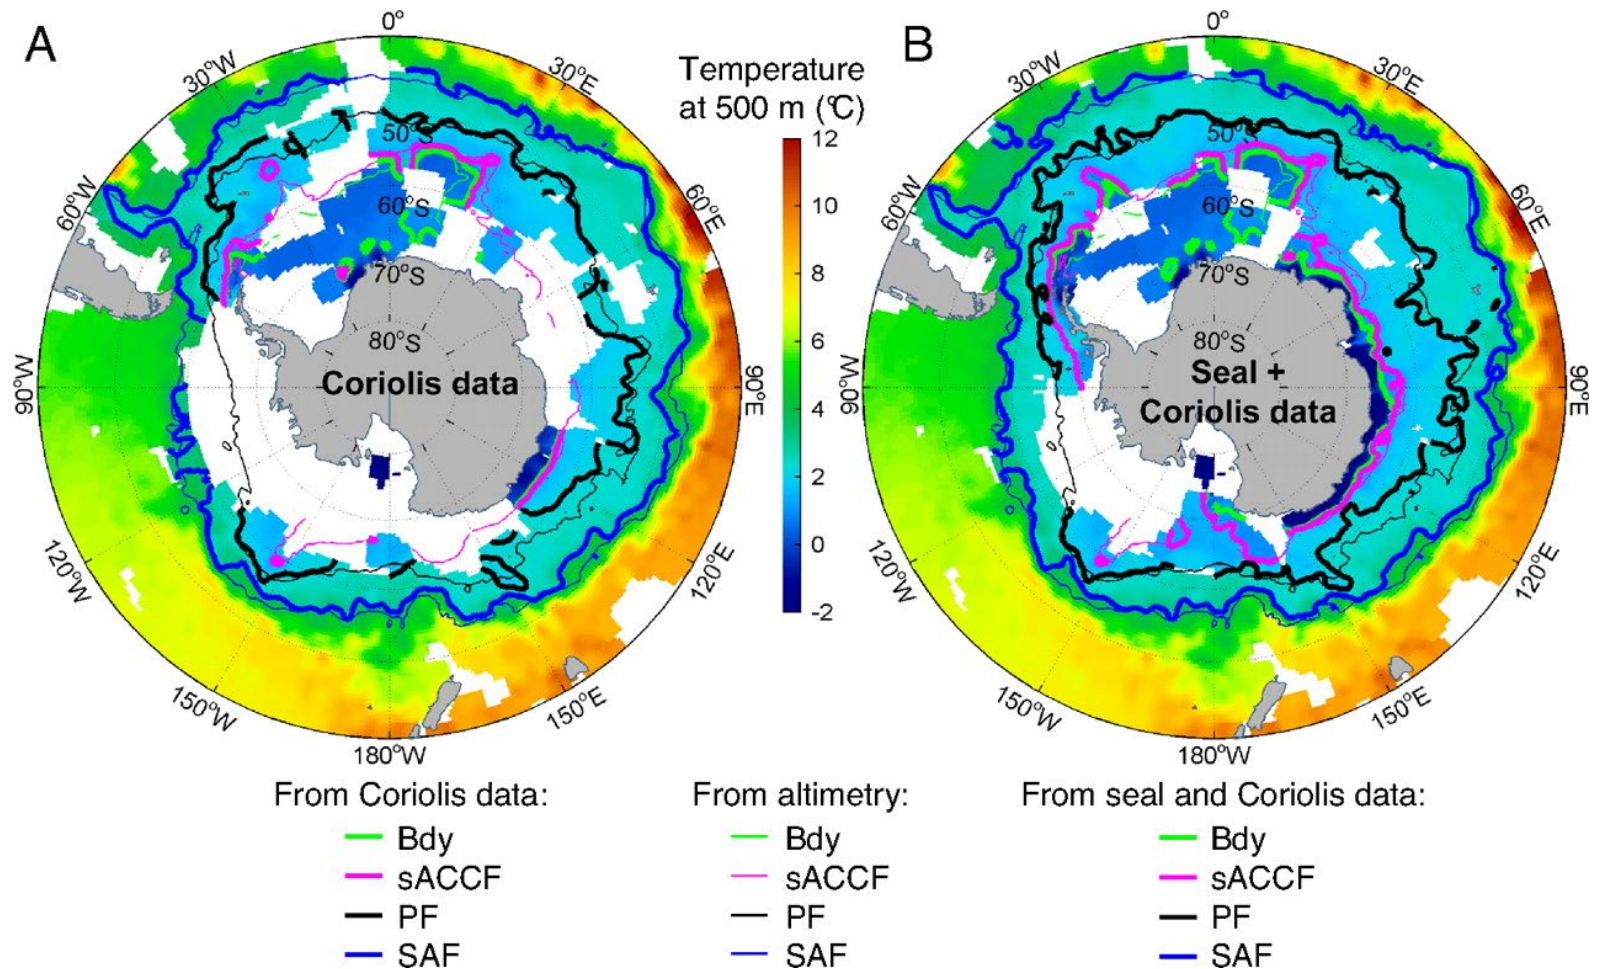 A
B
0°
30°W
30°E
60°W
60°E
90°W
90°E
120°W
120°E
150°W
150°E
180°W
50°S
60°S
70°S
80°S
Coriolis data
Temperature
at 500 m (°C)
12
10
8
6
4
2
0
-2
0°
30°W
30°E
60°W
60°E
90°W
90°E
120°W
120°E
150°W
150°E
180°W
50°S
60°S
70°S
80°S
Seal +
Coriolis data
From Coriolis data:
Bdy
sACCF
PF
SAF
From altimetry:
Bdy
sACCF
PF
SAF
From seal and Coriolis data:
Bdy
sACCF
PF
SAF